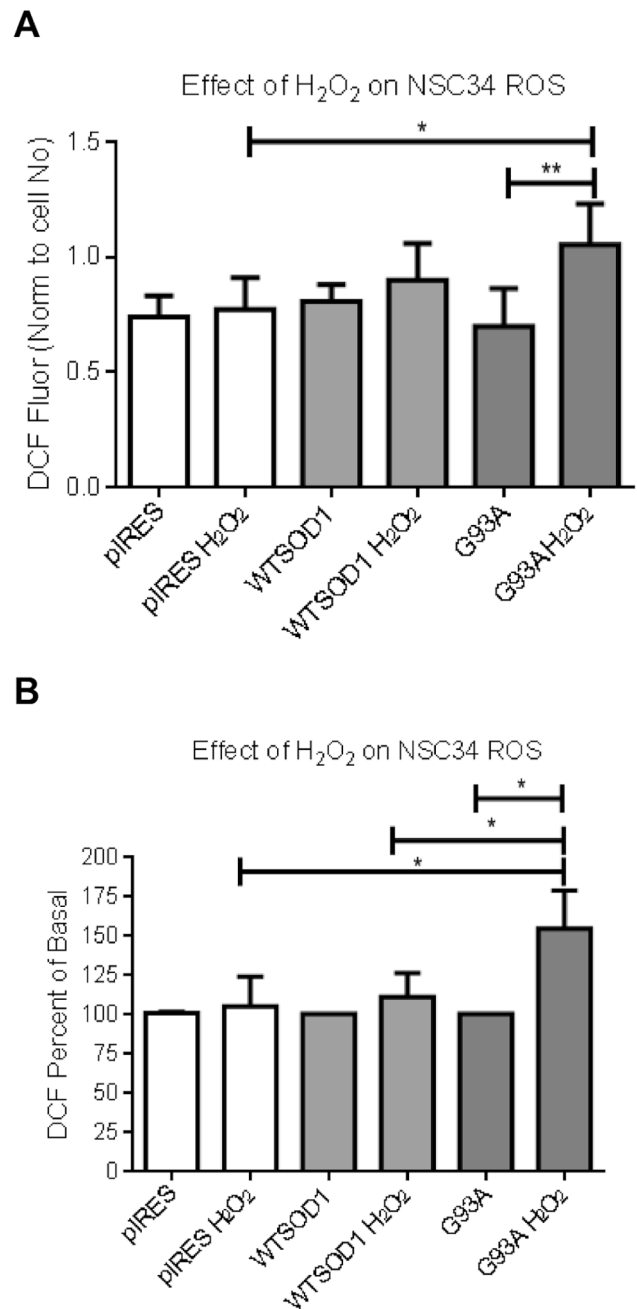 A
Effect of H₂O₂ on NSC34 ROS
DCF Fluor (Norm to cell No)
1.5
1.0
0.5
0.0
*
**
pIRES
pIRES H₂O₂
WTSOD1
WTSOD1 H₂O₂
G93A
G93AH₂O₂
B
Effect of H₂O₂ on NSC34 ROS
*
*
*
DCF Percent of Basal
200
175
150
125
100
75
50
25
0
pIRES
pIRES H₂O₂
WTSOD1
WTSOD1 H₂O₂
G93A
G93A H₂O₂